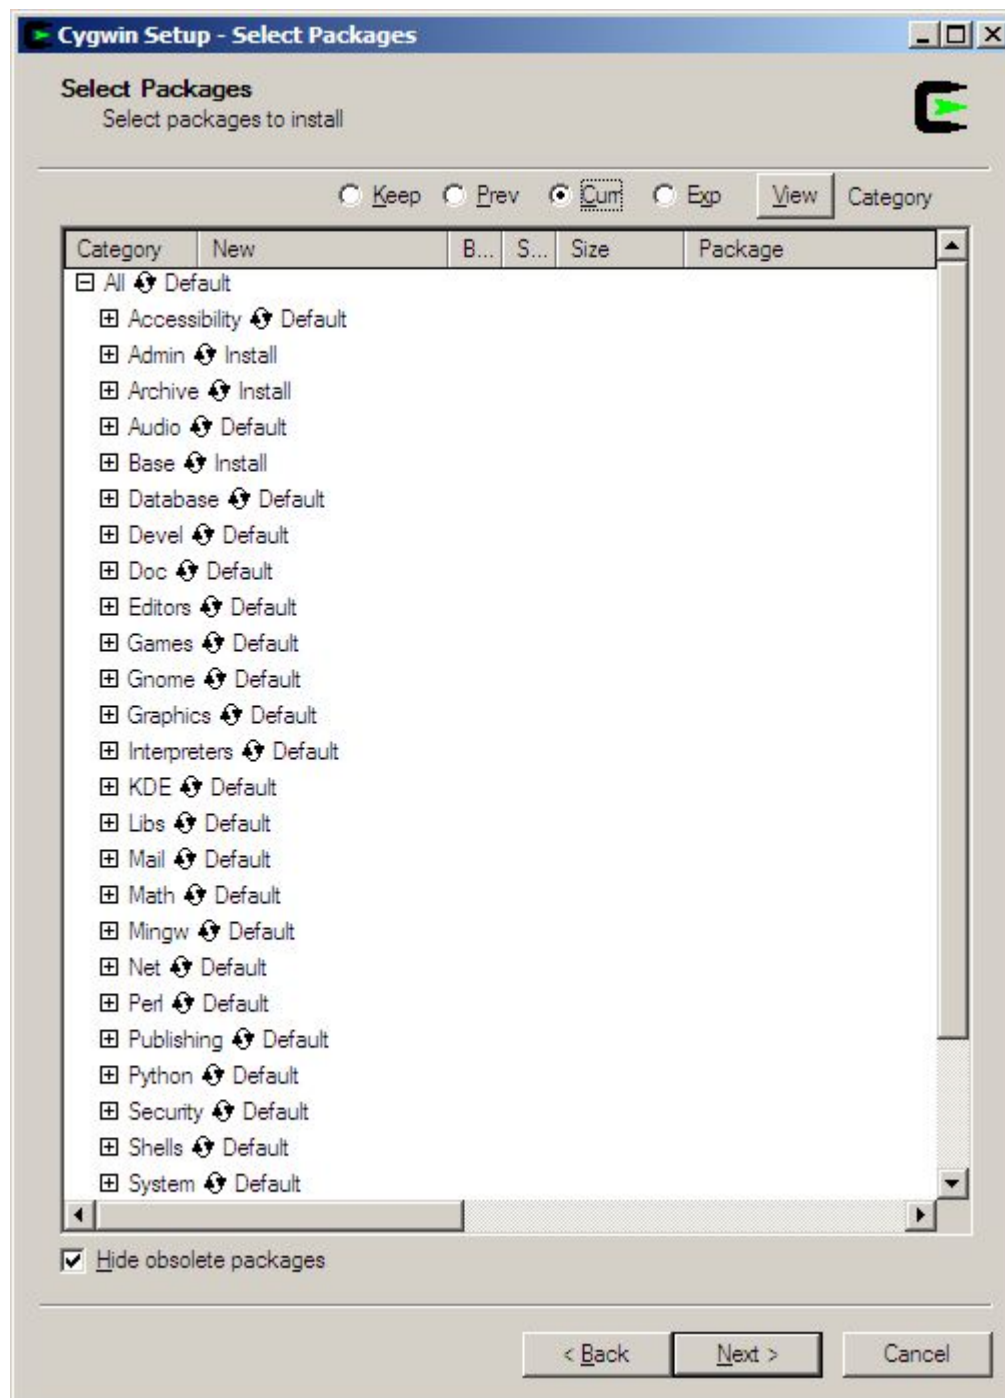 Cygwin Setup - Select Packages
Select Packages
Select packages to install
Keep Prev Curr Exp View Category
Category New B... S... Size Package
All Default
Accessibility Default
Admin Install
Archive Install
Audio Default
Base Install
Database Default
Devel Default
Doc Default
Editors Default
Games Default
Gnome Default
Graphics Default
Interpreters Default
KDE Default
Libs Default
Mail Default
Math Default
Mingw Default
Net Default
Perl Default
Publishing Default
Python Default
Security Default
Shells Default
System Default
Hide obsolete packages
< Back Next > Cancel